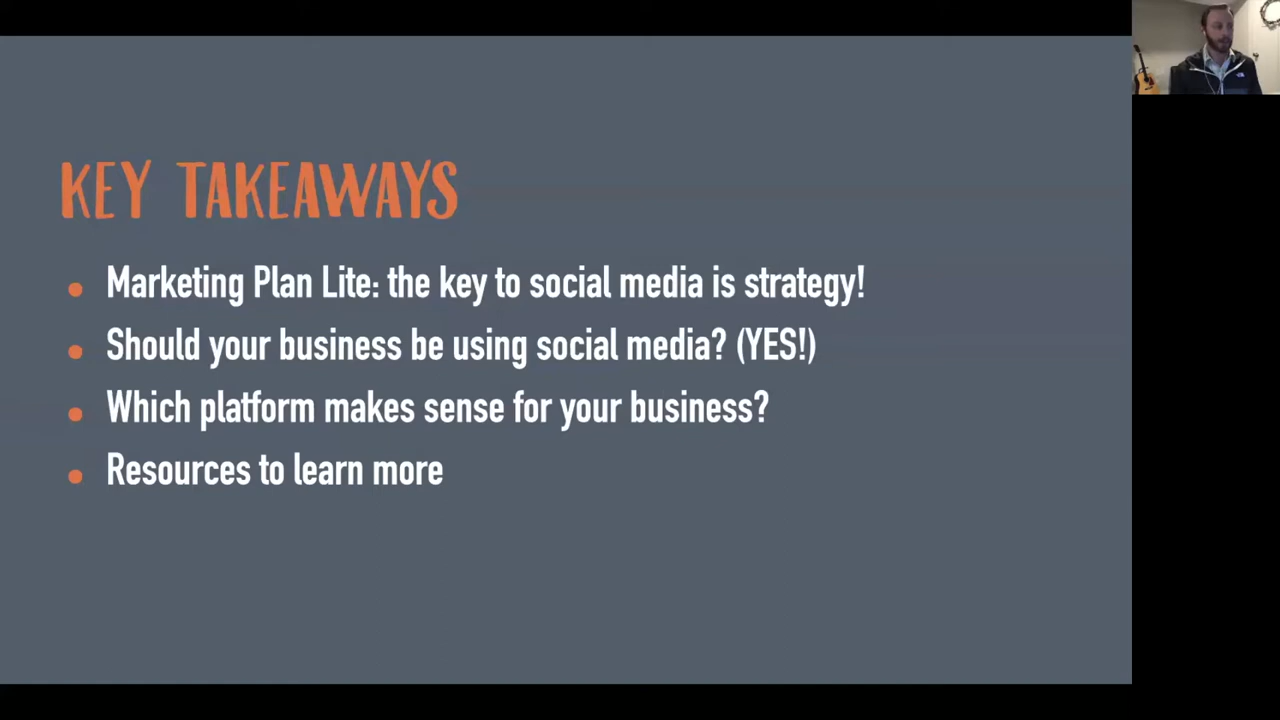 KEY TAKEAWAYS
Marketing Plan Lite: the key to social media is strategy!
Should your business be using social media? (YES!)
Which platform makes sense for your business?
Resources to learn more